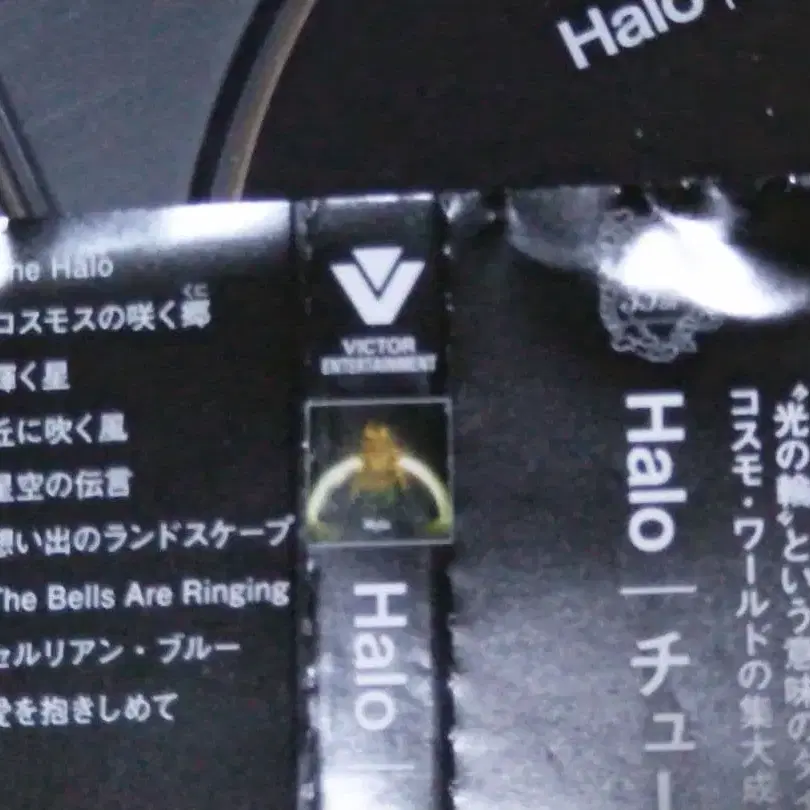 Halo
he Halo
コスモスの咲く郷
くに
輝く星
丘に吹く風
星空の伝言
想い出のランドスケープ
The Bells Are Ringing
セルリアン・ブルー
愛を抱きしめて
VICTOR
ENTERTAINMENT
Halo
Halo
Halo | チュー
“光の輪”という意味の
コスモ・ワールドの集大成